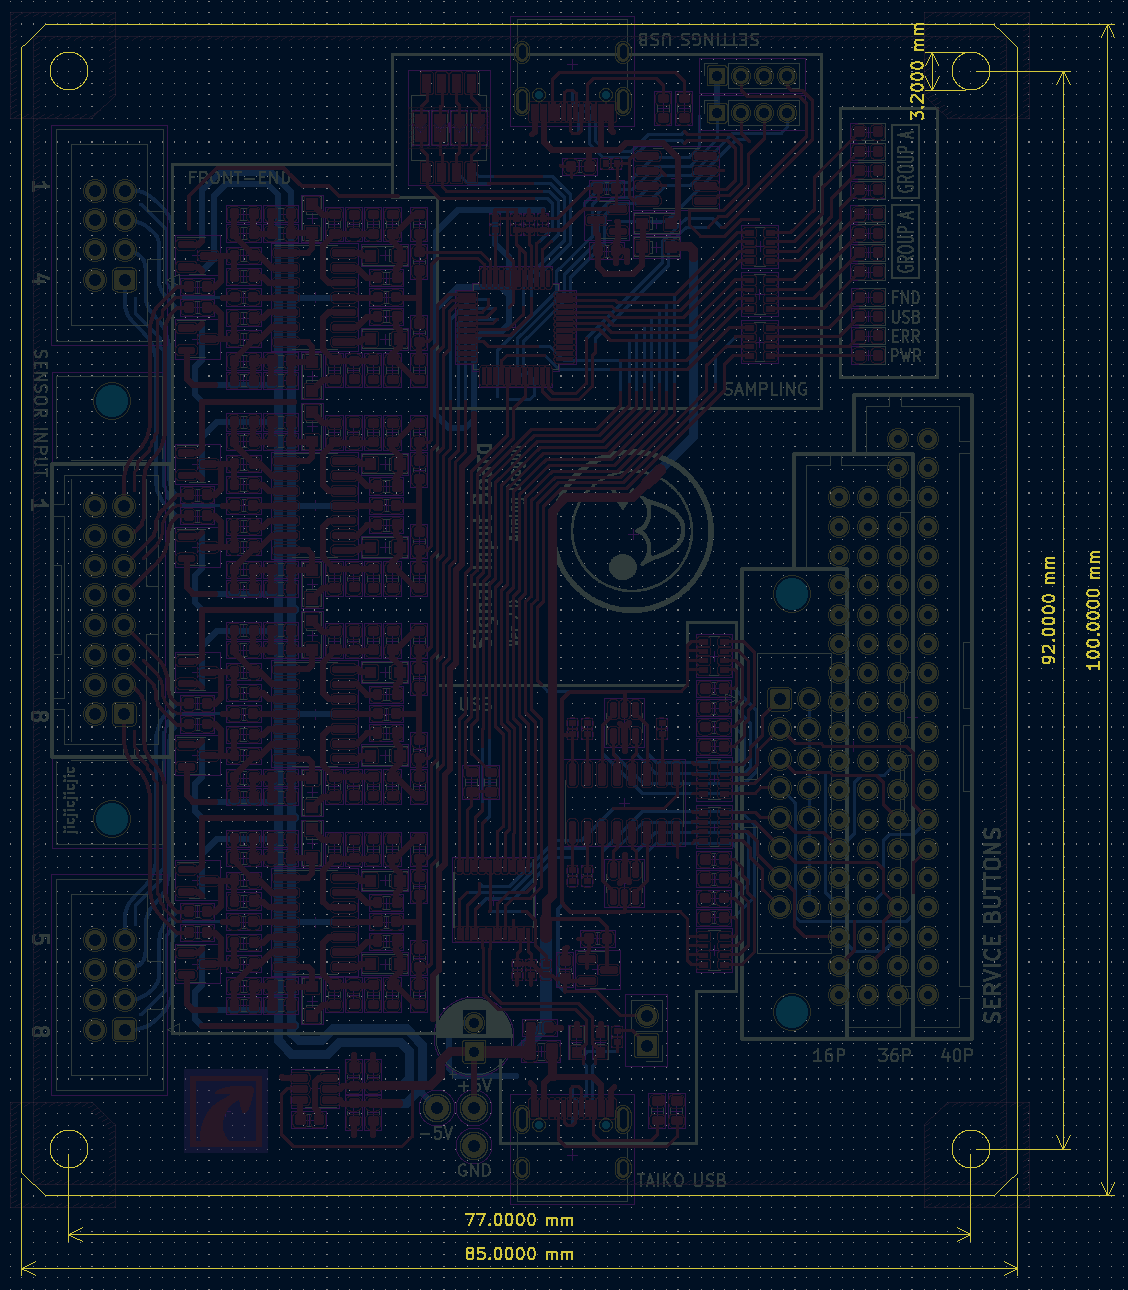 SETTINGS USB
3.2000 mm
FRONT-END
1
4
GROUP A
GROUP A
FND
USB
ERR
PWR
SAMPLING
SENSOR INPUT
1
8
92.0000 mm
100.0000 mm
USB
jicjicjicjic
5
8
SERVICE BUTTONS
16P
36P
40P
+5V
-5V
GND
TAIKO USB
77.0000 mm
85.0000 mm